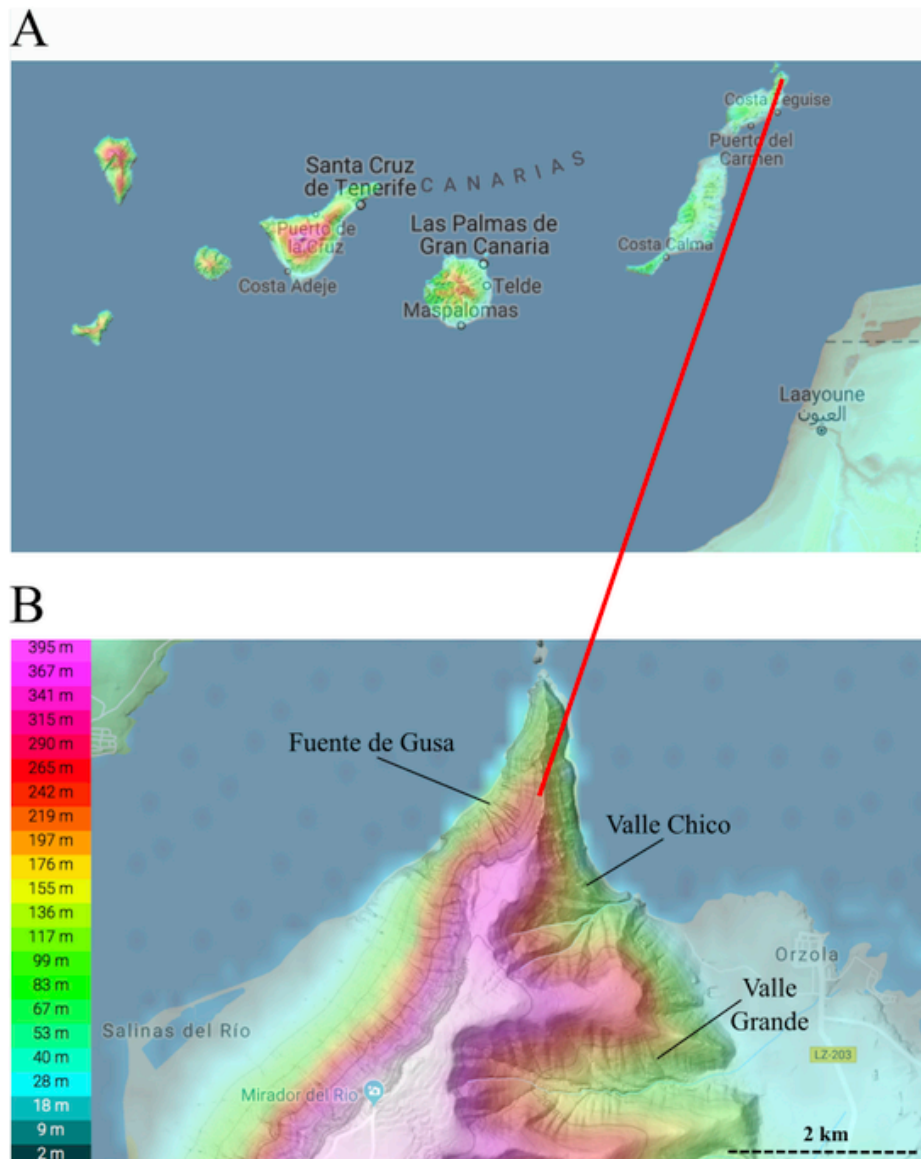 A
Costa Teguise
Puerto del
Carmen
Santa Cruz
de Tenerife
CANARIAS
Puerto de
la Cruz
Las Palmas de
Gran Canaria
Costa Calma
Costa Adeje
Telde
Maspalomas
Laayoune
العيون
B
395 m
367 m
341 m
315 m
290 m
265 m
242 m
219 m
197 m
176 m
155 m
136 m
117 m
99 m
83 m
67 m
53 m
40 m
28 m
18 m
9 m
2 m
Fuente de Gusa
Valle Chico
Orzola
Valle
Grande
Salinas del Río
LZ-203
Mirador del Río
2 km